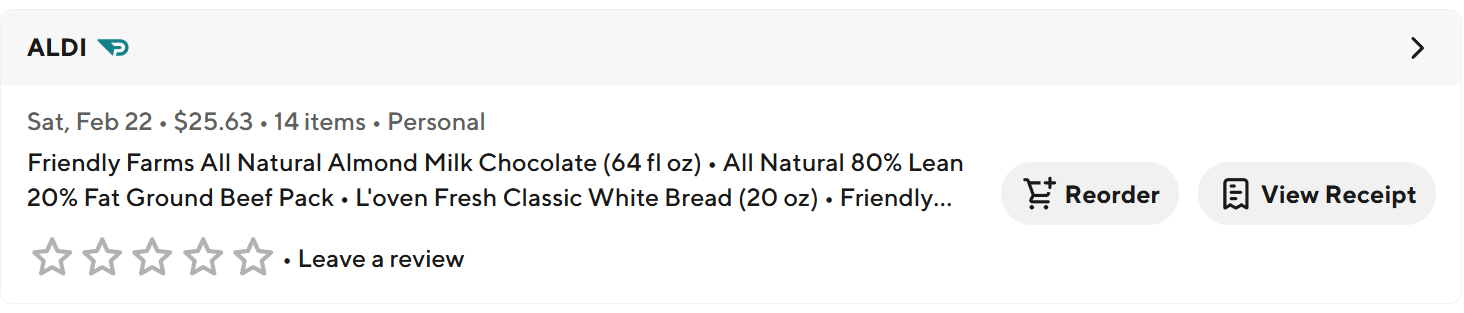 ALDI
Sat, Feb 22 • $25.63 • 14 items • Personal
Friendly Farms All Natural Almond Milk Chocolate (64 fl oz) • All Natural 80% Lean
20% Fat Ground Beef Pack • L'oven Fresh Classic White Bread (20 oz) • Friendly...
Reorder
View Receipt
• Leave a review